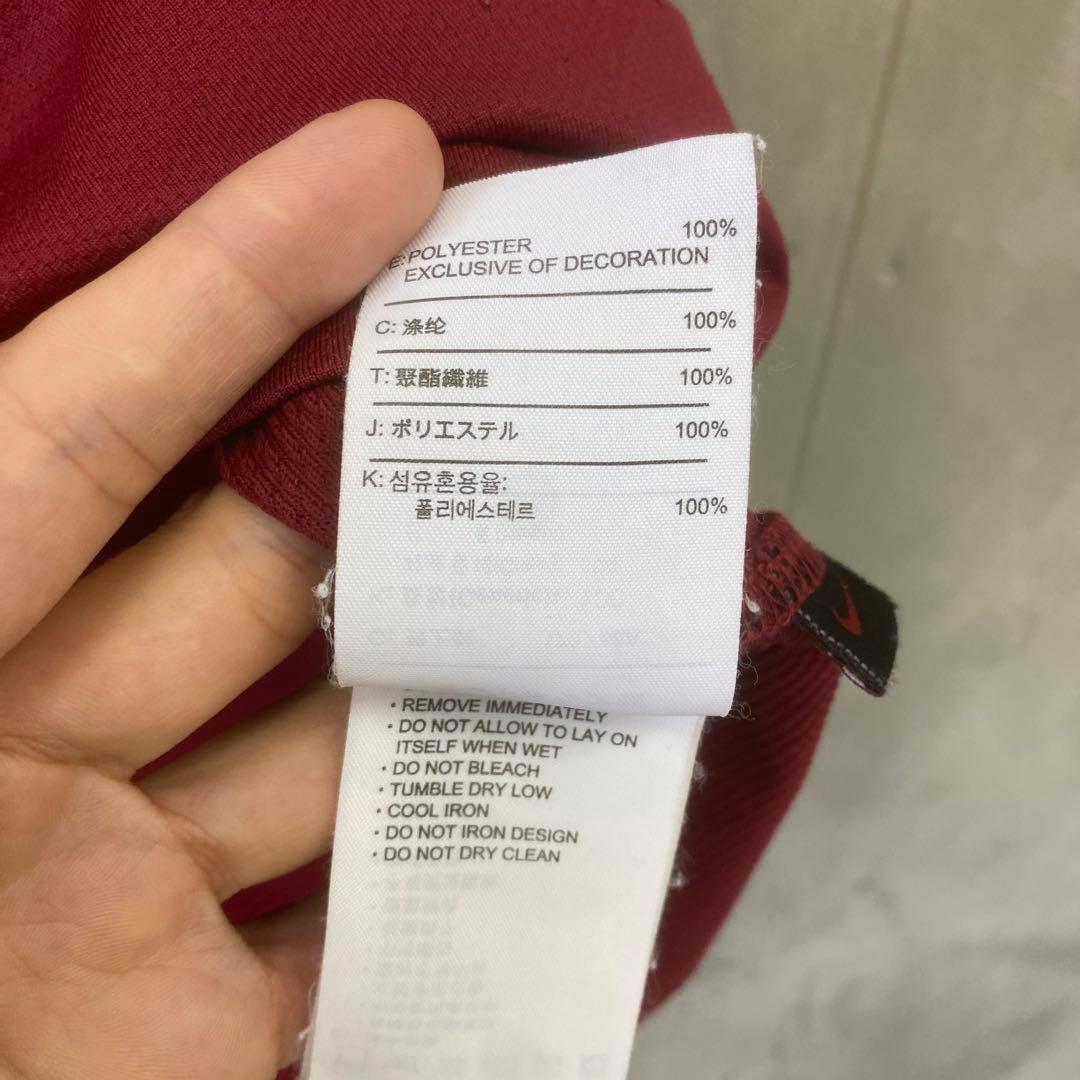 E: POLYESTER 100%
EXCLUSIVE OF DECORATION
C: 涤纶 100%
T: 聚酯纖維 100%
J: ポリエステル 100%
K: 섬유혼용율:
폴리에스테르 100%
• REMOVE IMMEDIATELY
• DO NOT ALLOW TO LAY ON
ITSELF WHEN WET
• DO NOT BLEACH
• TUMBLE DRY LOW
• COOL IRON
• DO NOT IRON DESIGN
• DO NOT DRY CLEAN